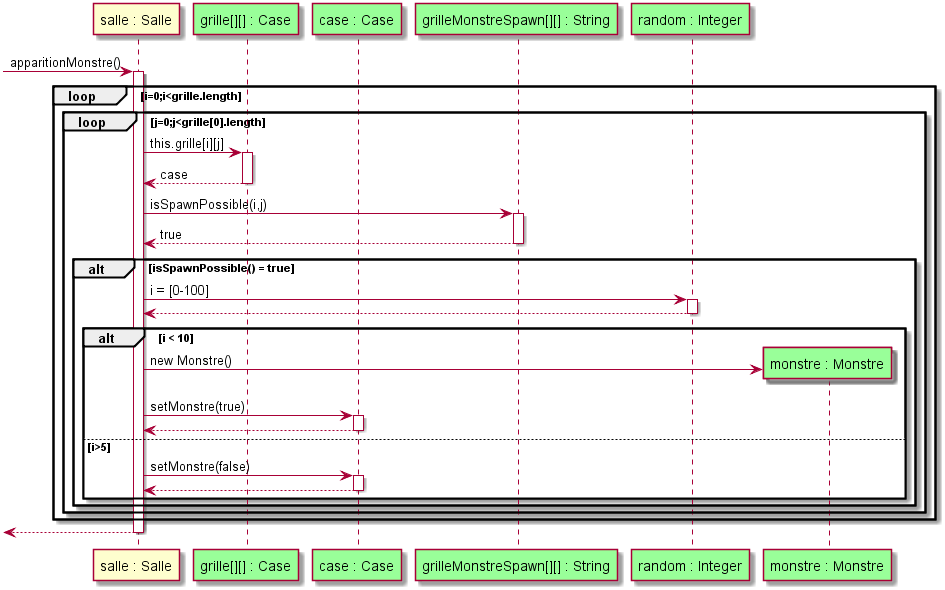 salle : Salle
grille[][] : Case
case : Case
grilleMonstreSpawn[][] : String
random : Integer
apparitionMonstre()
loop
[i=0;i<grille.length]
loop
[j=0;j<grille[0].length]
this.grille[i][j]
case
isSpawnPossible(i,j)
true
alt
[isSpawnPossible() = true]
i = [0-100]
alt
[i < 10]
new Monstre()
monstre : Monstre
setMonstre(true)
[i>5]
setMonstre(false)
salle : Salle
grille[][] : Case
case : Case
grilleMonstreSpawn[][] : String
random : Integer
monstre : Monstre